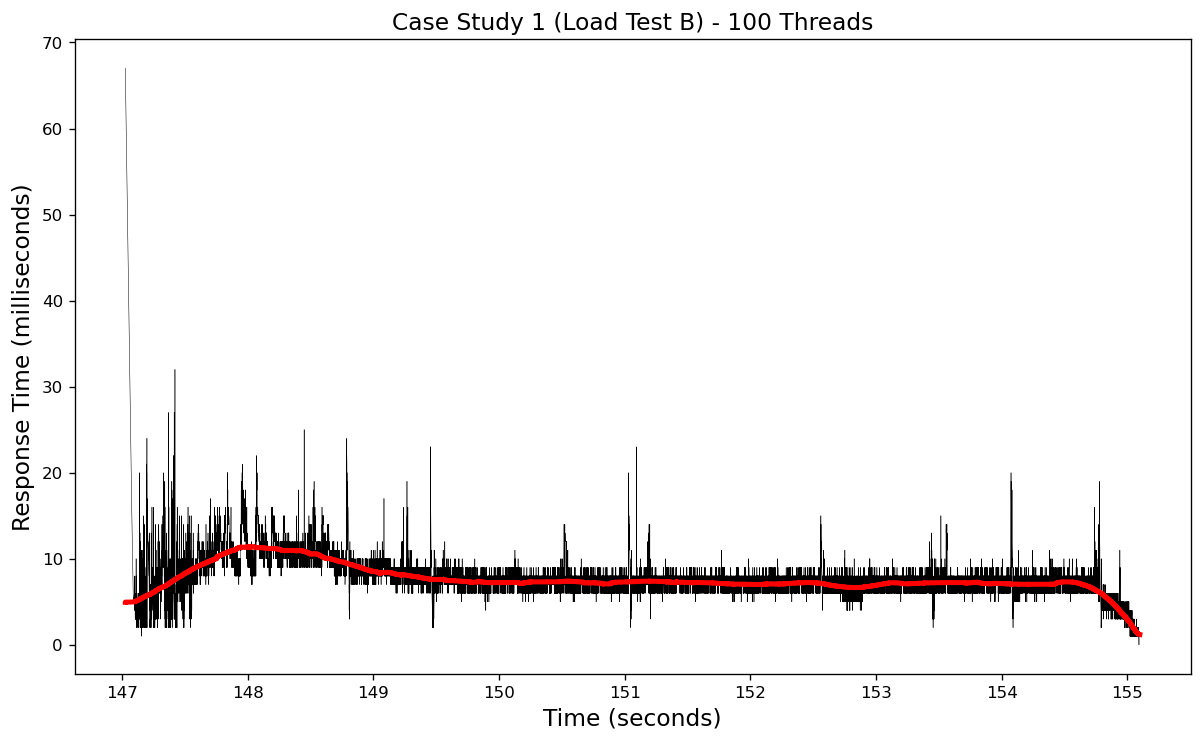 Case Study 1 (Load Test B) - 100 Threads
Response Time (milliseconds)
70
60
50
40
30
20
10
0
147 148 149 150 151 152 153 154 155
Time (seconds)